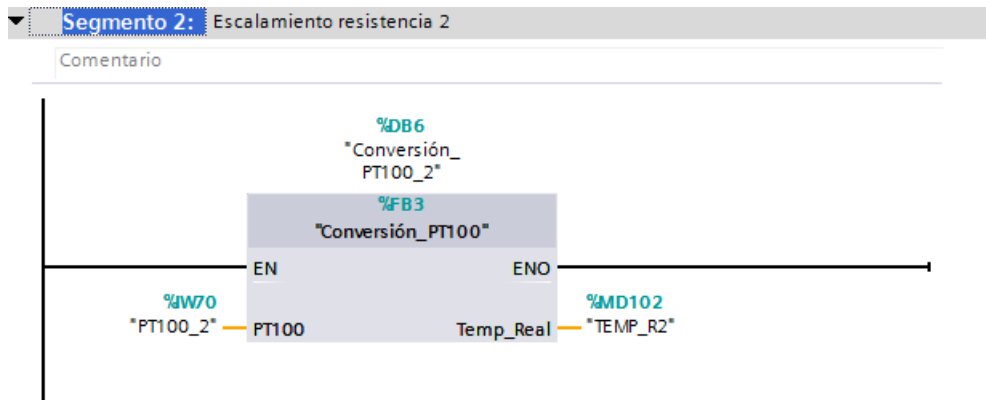 Segmento 2: Escalamiento resistencia 2
Comentario
%DB6
"Conversión_
PT100_2"
%FB3
"Conversión_PT100"
EN ENO
%IW70
"PT100_2" PT100
Temp_Real
%MD102
"TEMP_R2"